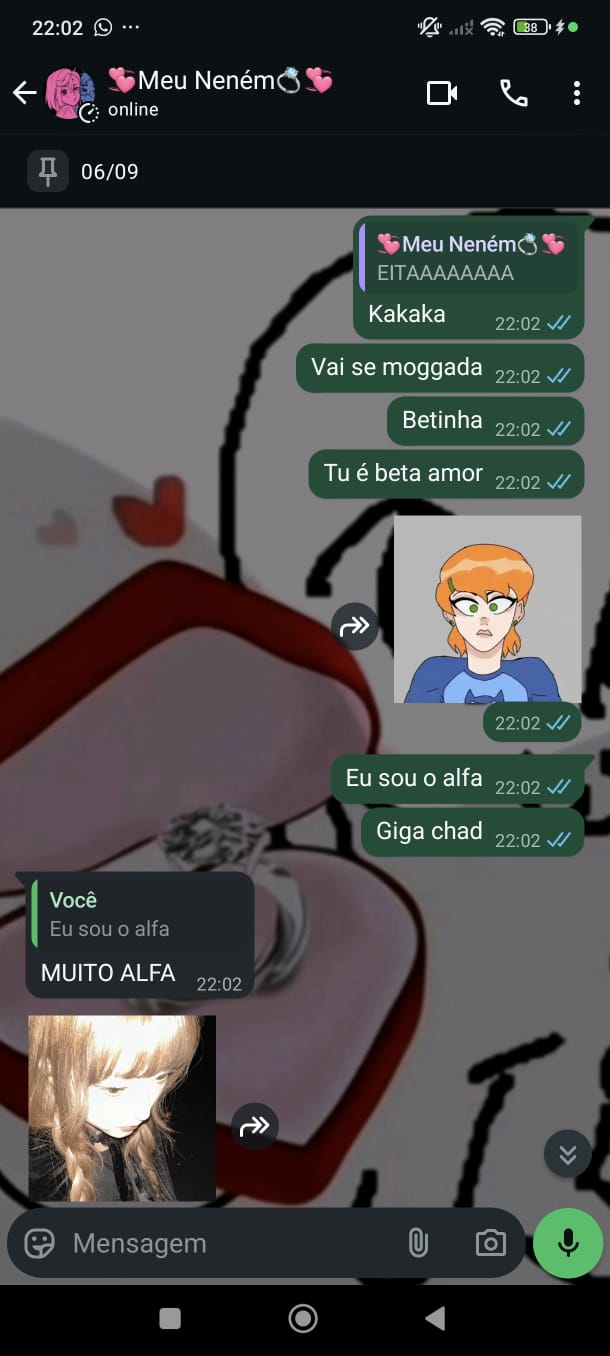 22:02
38
💞Meu Neném💍💞
online
06/09
💞Meu Neném💍💞
EITAAAAAAAA
Kakaka
22:02
Vai se moggada 22:02
Betinha 22:02
Tu é beta amor 22:02
22:02
Eu sou o alfa 22:02
Giga chad 22:02
Você
Eu sou o alfa
MUITO ALFA 22:02
Mensagem